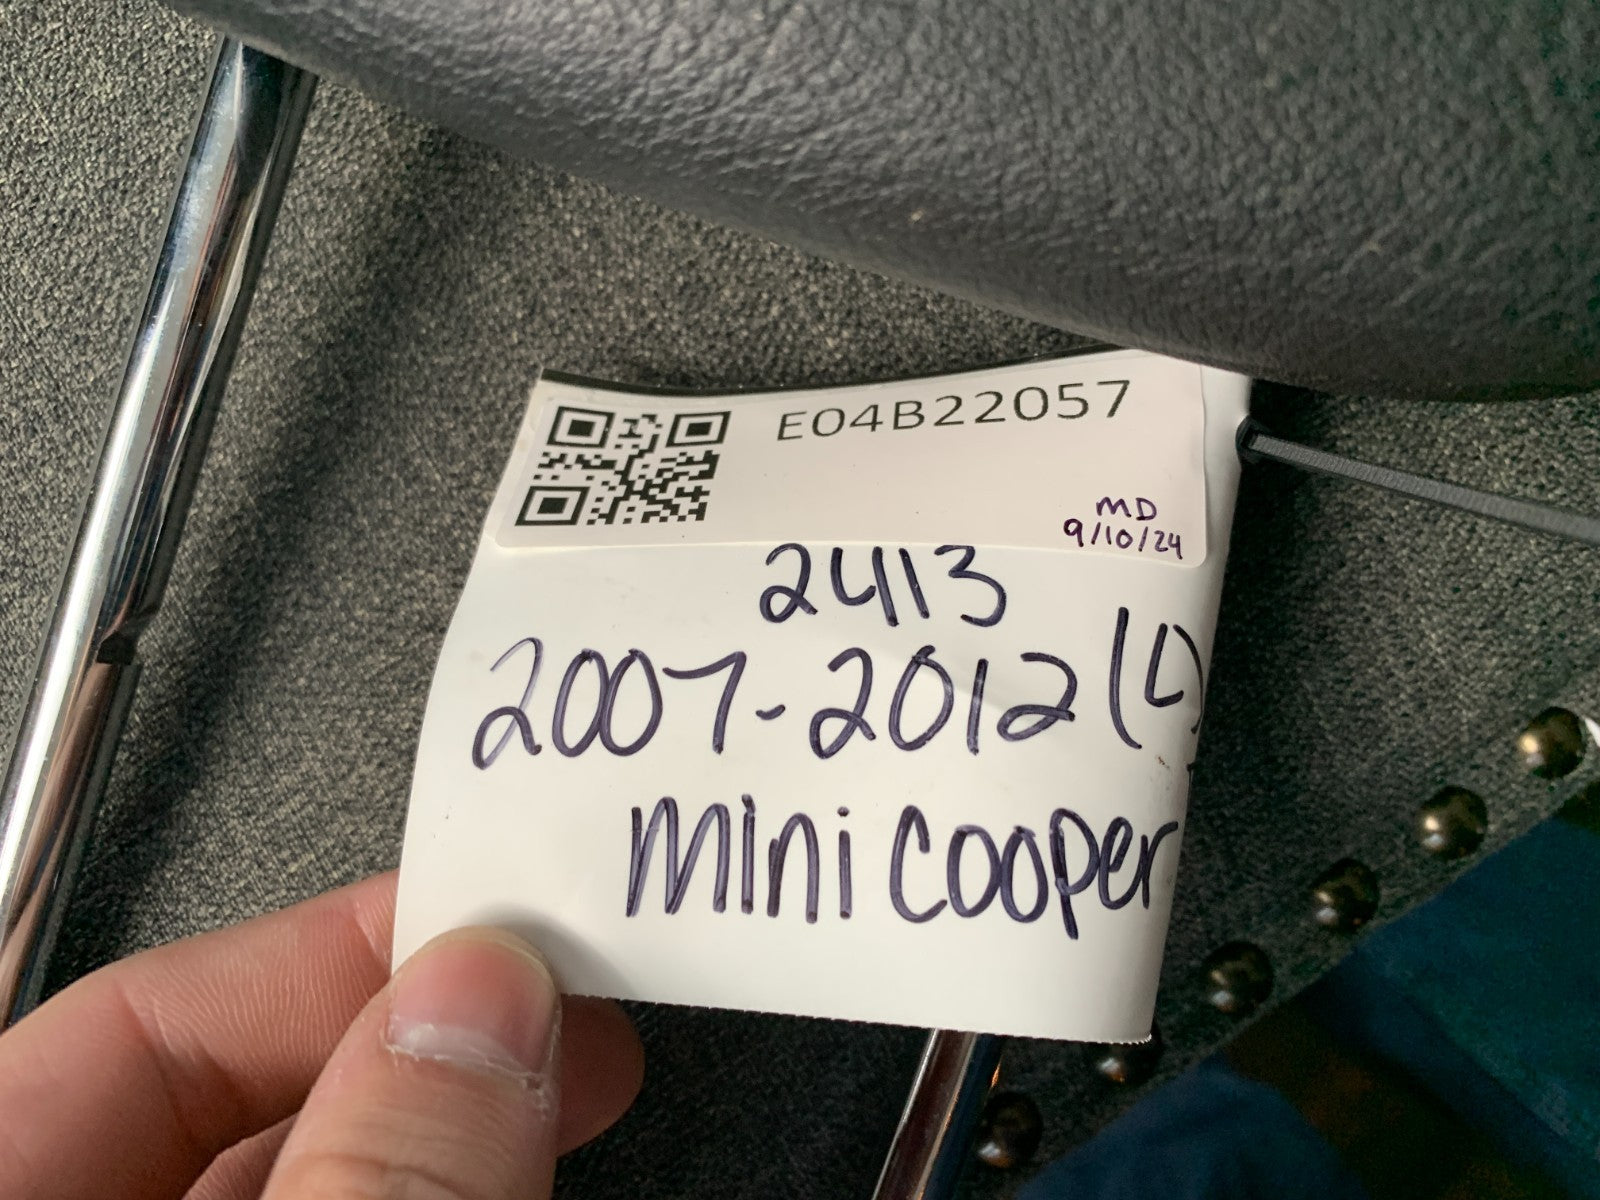 E04B22057
MD
9/10/24
2413
2007-2012 (L)
Mini Cooper